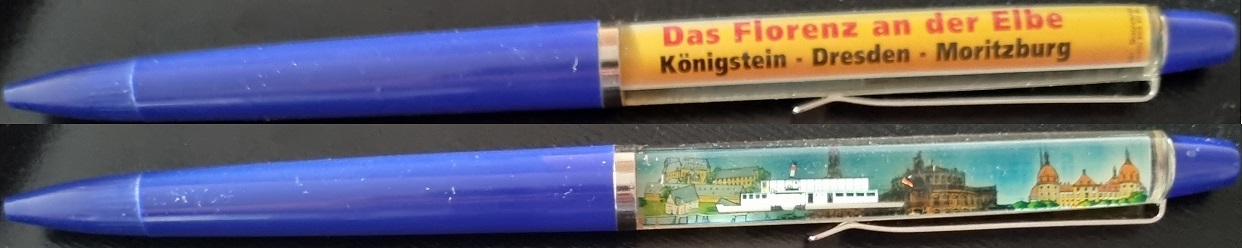 Das Florenz an der Elbe
Königstein - Dresden - Moritzburg